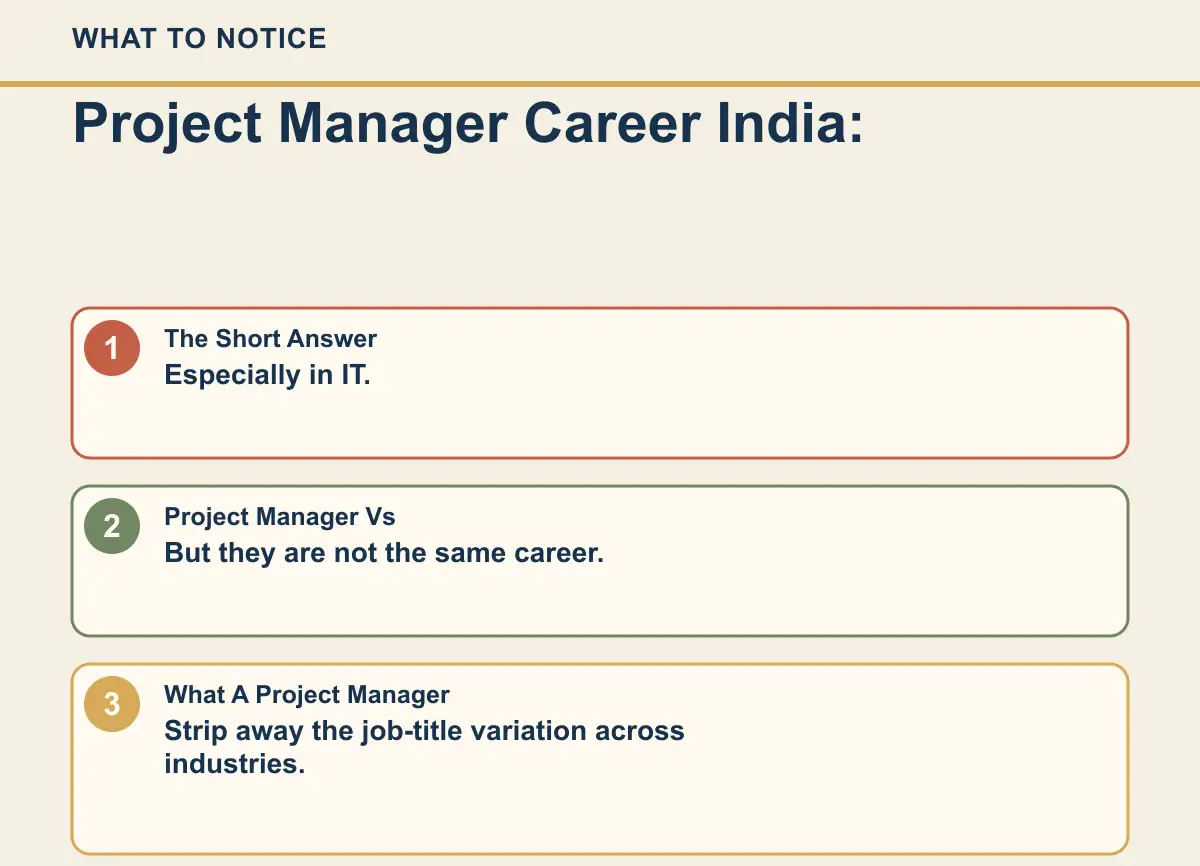 WHAT TO NOTICE
Project Manager Career India:
1
The Short Answer
Especially in IT.
2
Project Manager Vs
But they are not the same career.
3
What A Project Manager
Strip away the job-title variation across
industries.